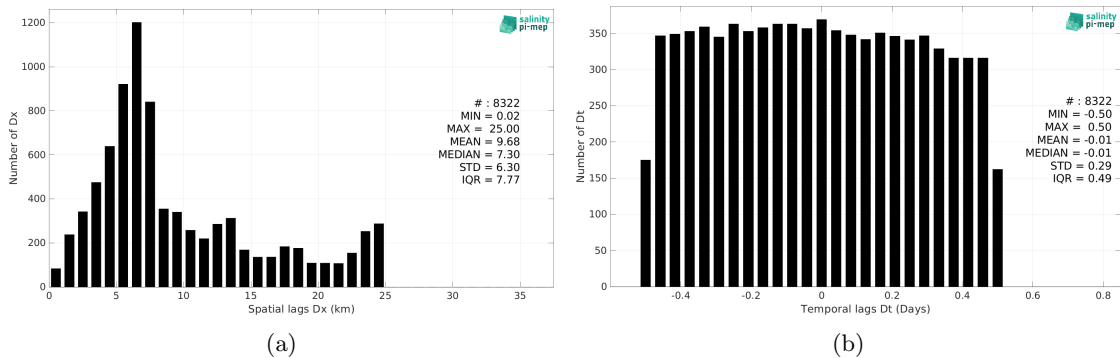 1200
1000
800
600
400
200
0
Number of Dx
salinity
pi-mep
# : 8322
MIN = 0.02
MAX = 25.00
MEAN = 9.68
MEDIAN = 7.30
STD = 6.30
IQR = 7.77
0 5 10 15 20 25 30 35
Spatial lags Dx (km)
(a)
350
300
250
200
150
100
50
0
Number of Dt
salinity
pi-mep
# : 8322
MIN = -0.50
MAX = 0.50
MEAN = -0.01
MEDIAN = -0.01
STD = 0.29
IQR = 0.49
-0.4 -0.2 0 0.2 0.4 0.6 0.8
Temporal lags Dt (Days)
(b)